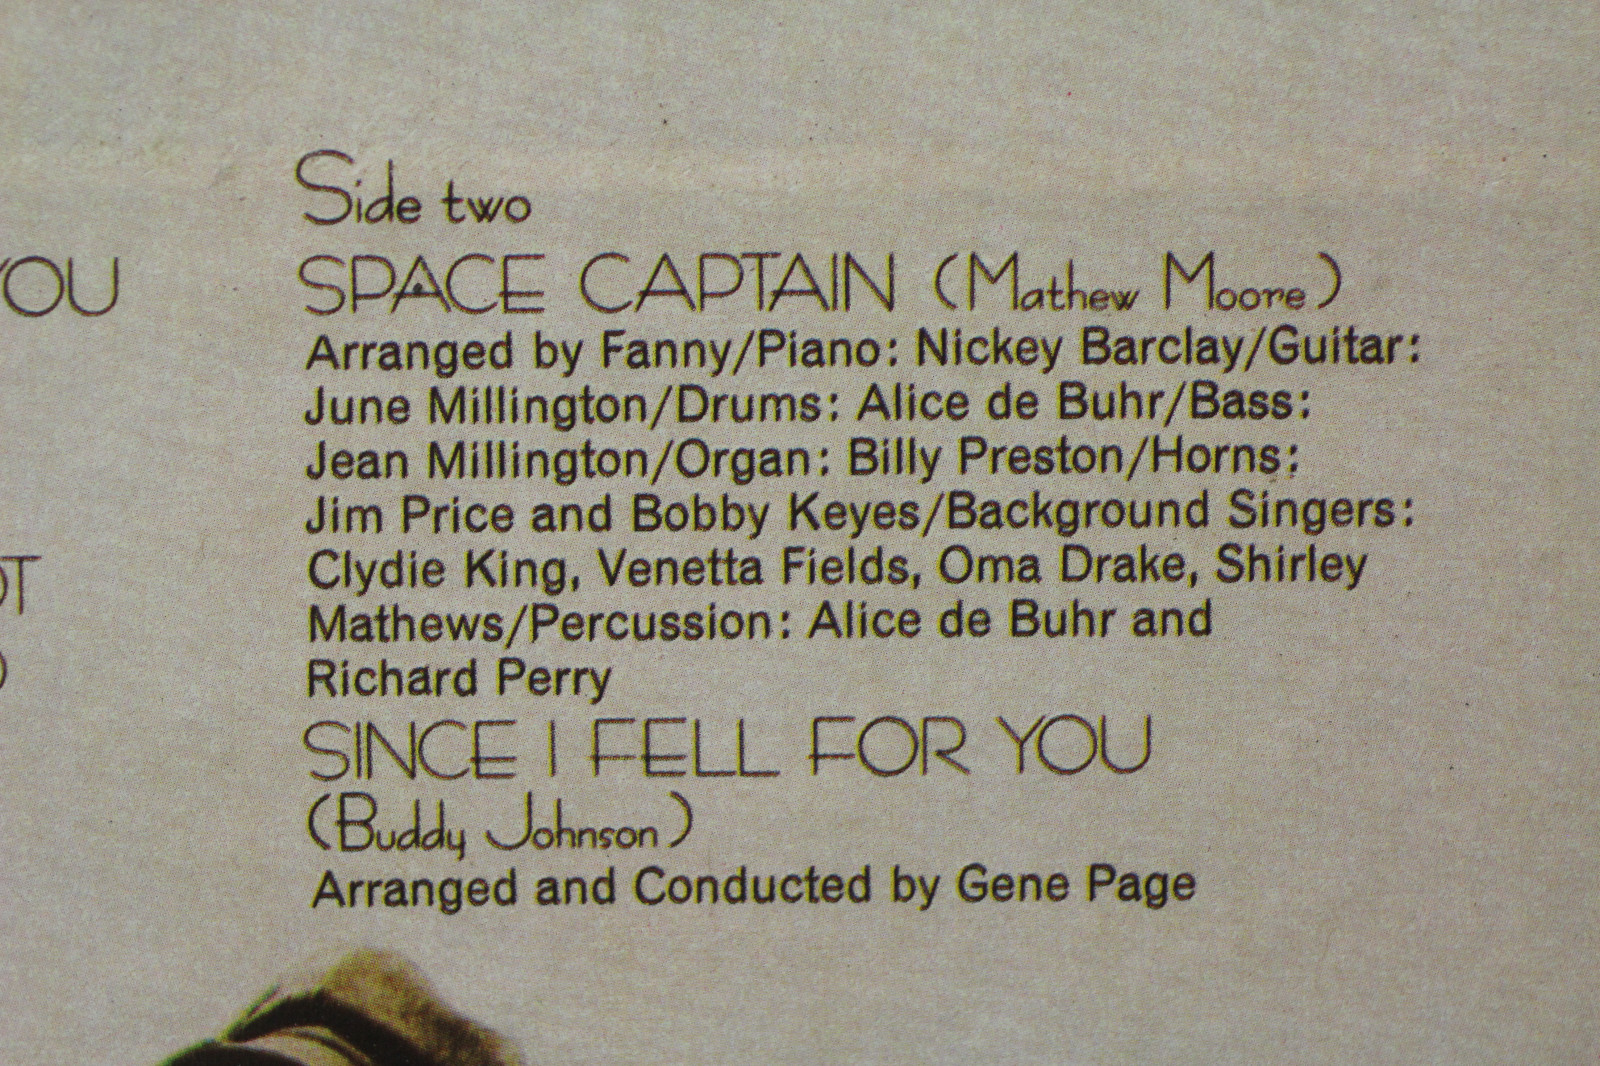 Side two
YOU
SPACE CAPTAIN (Mathew Moore)
Arranged by Fanny/Piano: Nickey Barclay/Guitar:
June Millington/Drums: Alice de Buhr/Bass:
Jean Millington/Organ: Billy Preston/Horns:
Jim Price and Bobby Keyes/Background Singers:
Clydie King, Venetta Fields, Oma Drake, Shirley
Mathews/Percussion: Alice de Buhr and
Richard Perry
SINCE I FELL FOR YOU
(Buddy Johnson)
Arranged and Conducted by Gene Page